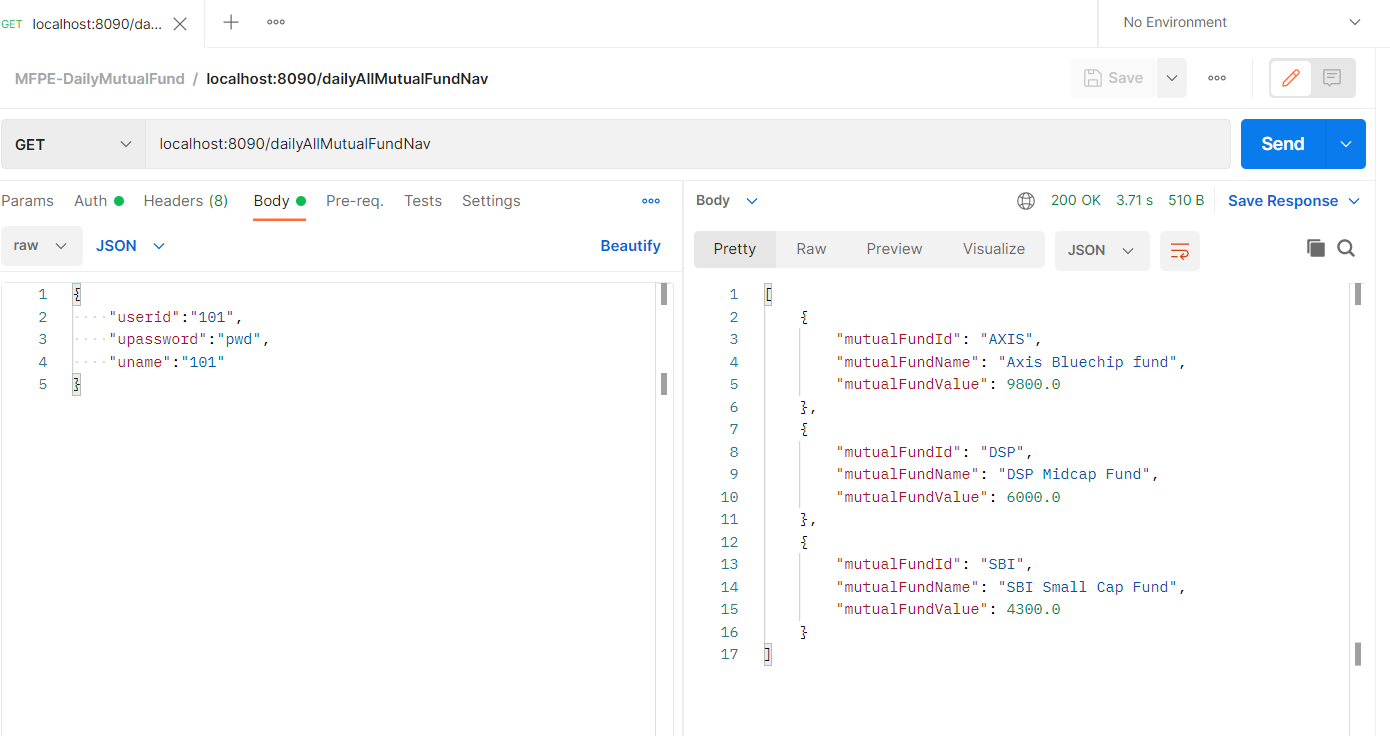 GET localhost:8090/da...
No Environment
MFPE-DailyMutualFund / localhost:8090/dailyAllMutualFundNav
Save
GET localhost:8090/dailyAllMutualFundNav
Send
Params Auth Headers (8) Body Pre-req. Tests Settings
Body 200 OK 3.71 s 510 B Save Response
raw JSON Beautify
Pretty Raw Preview Visualize JSON
1 {
2 "userid":"101",
3 "upassword":"pwd",
4 "uname":"101"
5 }
1 [
2 {
3 "mutualFundId": "AXIS",
4 "mutualFundName": "Axis Bluechip fund",
5 "mutualFundValue": 9800.0
6 },
7 {
8 "mutualFundId": "DSP",
9 "mutualFundName": "DSP Midcap Fund",
10 "mutualFundValue": 6000.0
11 },
12 {
13 "mutualFundId": "SBI",
14 "mutualFundName": "SBI Small Cap Fund",
15 "mutualFundValue": 4300.0
16 }
17 ]